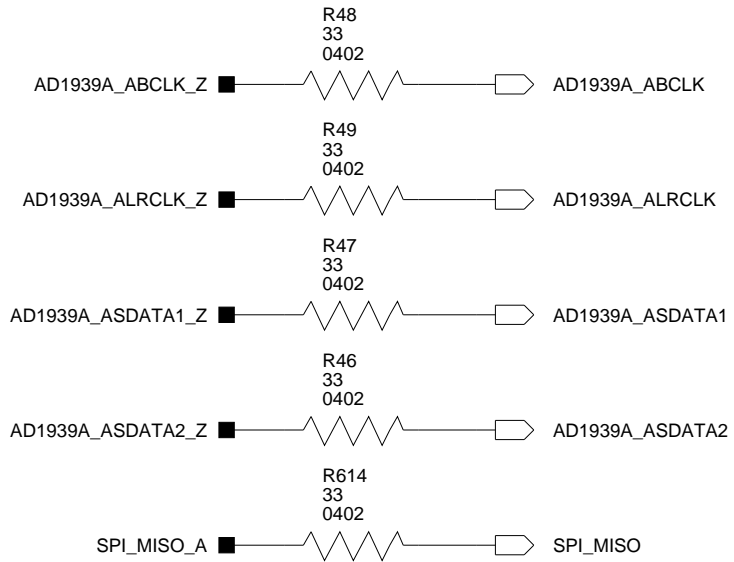 R48
33
0402
AD1939A_ABCLK_Z AD1939A_ABCLK
R49
33
0402
AD1939A_ALRCLK_Z AD1939A_ALRCLK
R47
33
0402
AD1939A_ASDATA1_Z AD1939A_ASDATA1
R46
33
0402
AD1939A_ASDATA2_Z AD1939A_ASDATA2
R614
33
0402
SPI_MISO_A SPI_MISO